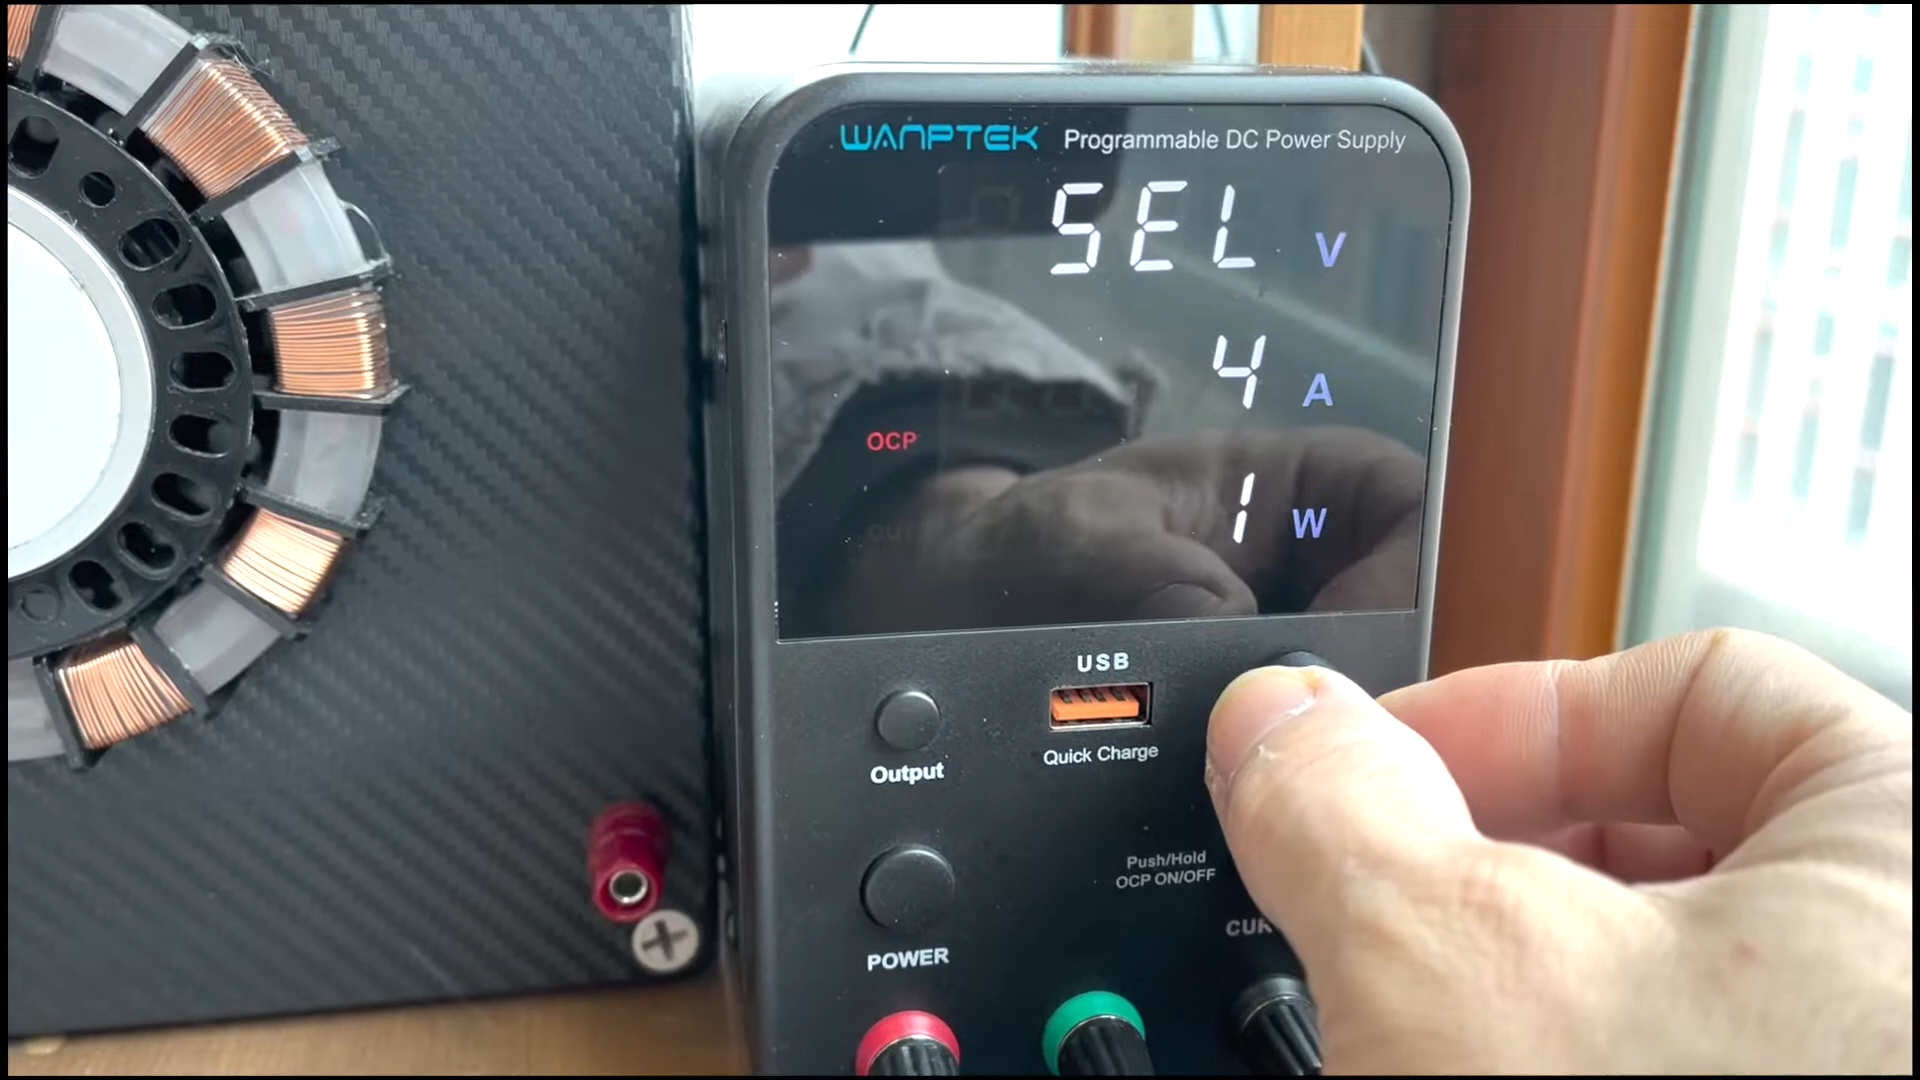 WANPTEK Programmable DC Power Supply
SEL V
4 A
OCP
1 W
USB
Quick Charge
Output
Push/Hold
OCP ON/OFF
POWER